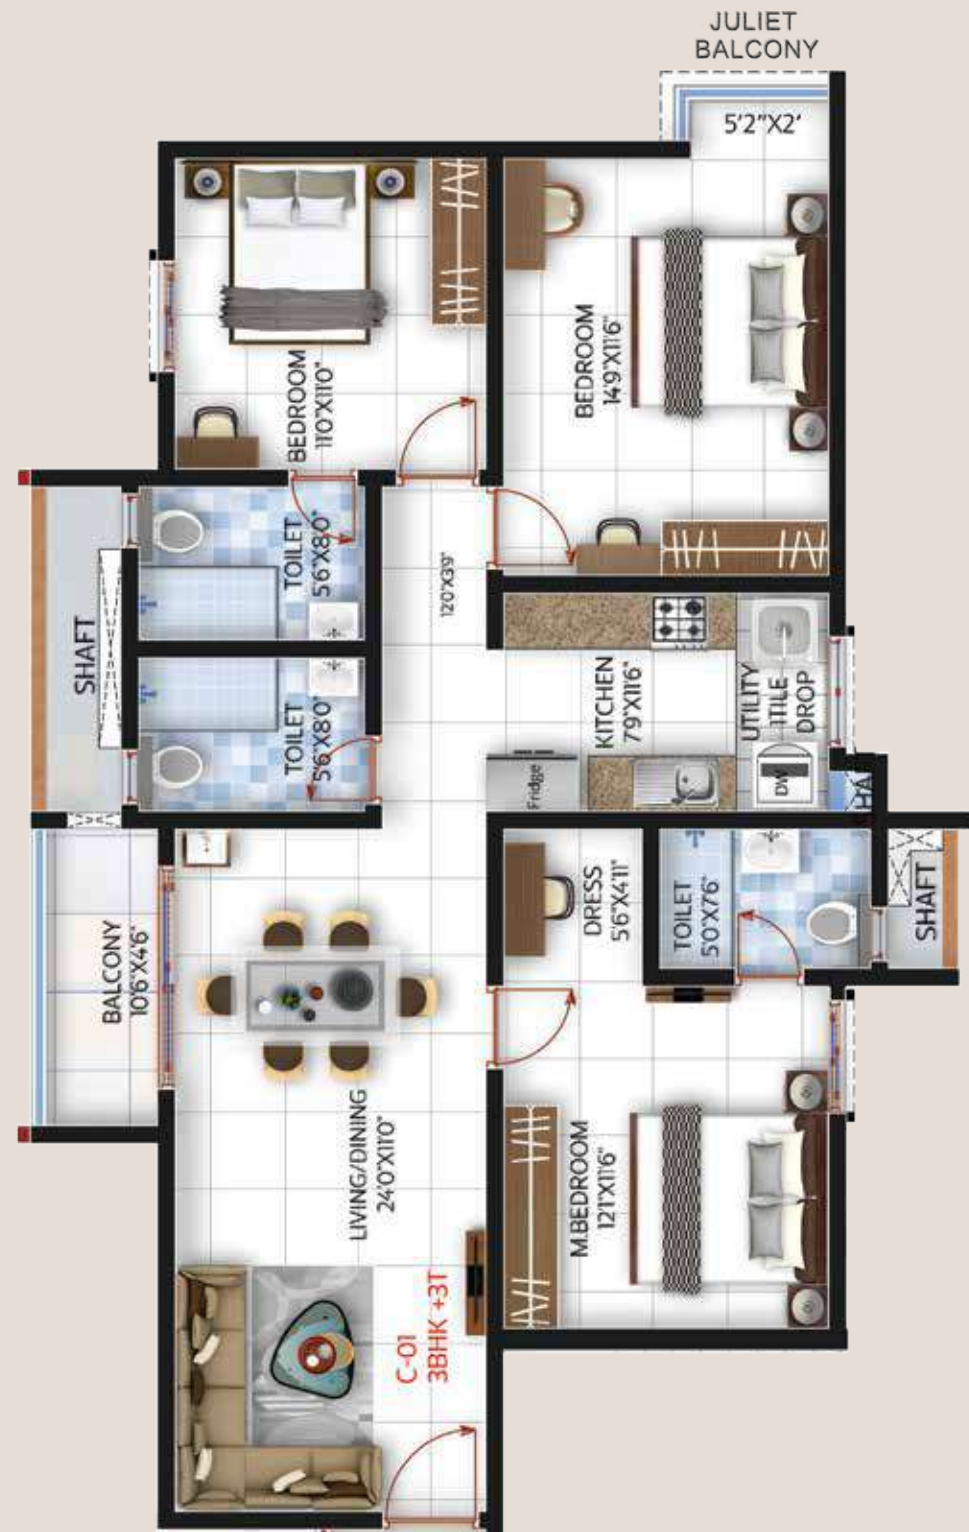 JULIET
BALCONY
5'2"X2'
BEDROOM
11'0"X11'0"
BEDROOM
14'9"X11'6"
TOILET
5'6"X8'0"
12'0"X3'9"
SHAFT
TOILET
5'6"X8'0"
KITCHEN
7'9"X11'6"
UTILITY
1TILE
DROP
Fridge
DW
SHA
BALCONY
10'6"X4'6"
DRESS
5'6"X4'11"
TOILET
5'0"X7'6"
SHAFT
LIVING/DINING
24'0"X11'0"
M.BEDROOM
12'1"X11'6"
C-01
3BHK +3T